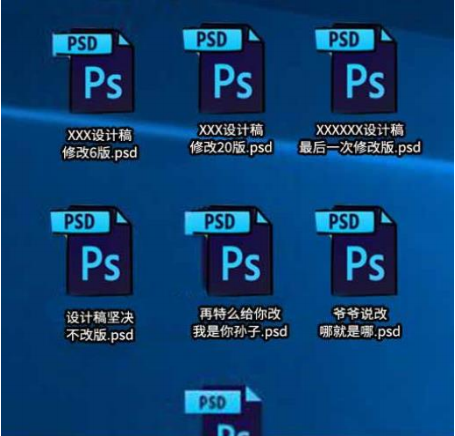 PSD PSD PSD
Ps Ps Ps
XXX设计稿 XXX设计稿 XXXXXX设计稿
修改6版.psd 修改20版.psd 最后一次修改版.psd
PSD PSD PSD
Ps Ps Ps
设计稿坚决 再特么给你改 爷爷说改
不改版.psd 我是你孙子.psd 哪就是哪.psd
PSD
Ps